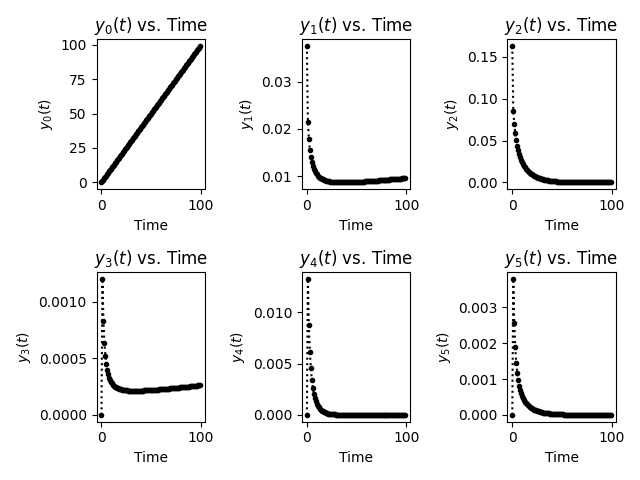 y₀(t) vs. Time
y₁(t) vs. Time
y₂(t) vs. Time
100
75
50
25
0
y₀(t)
0
100
Time
0.03
0.02
0.01
y₁(t)
0
100
Time
0.15
0.10
0.05
0.00
y₂(t)
0
100
Time
y₃(t) vs. Time
y₄(t) vs. Time
y₅(t) vs. Time
0.0010
0.0005
0.0000
y₃(t)
0
100
Time
0.010
0.005
0.000
y₄(t)
0
100
Time
0.003
0.002
0.001
0.000
y₅(t)
0
100
Time